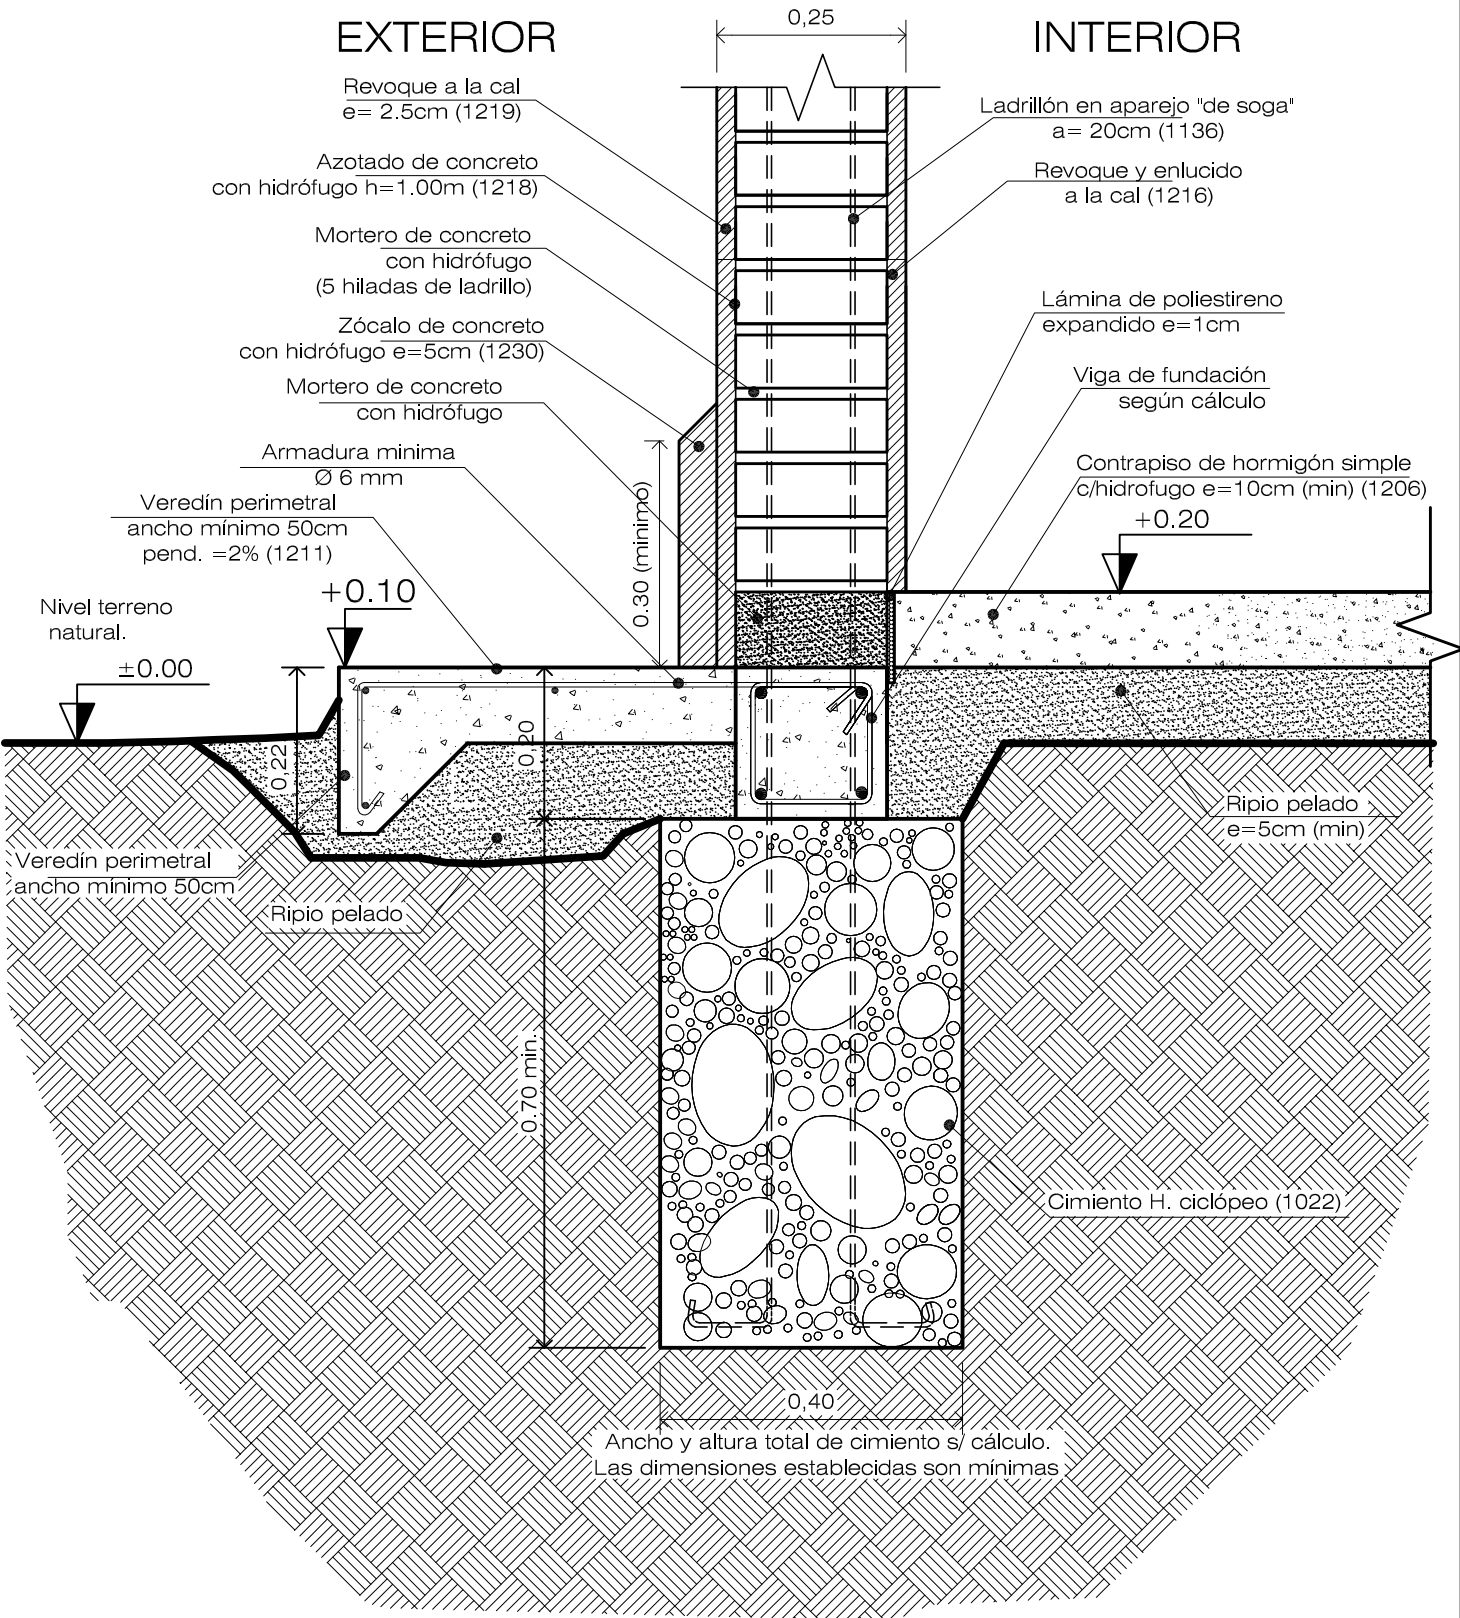 EXTERIOR
0,25
INTERIOR
Revoque a la cal
e= 2.5cm (1219)
Azotado de concreto
con hidrófugo h=1.00m (1218)
Mortero de concreto
con hidrófugo
(5 hiladas de ladrillo)
Zócalo de concreto
con hidrófugo e=5cm (1230)
Mortero de concreto
con hidrófugo
Armadura minima
Ø 6 mm
Veredín perimetral
ancho mínimo 50cm
pend. =2% (1211)
Nivel terreno
natural.
±0.00
+0.10
Ladrillón en aparejo "de soga"
a= 20cm (1136)
Revoque y enlucido
a la cal (1216)
Lámina de poliestireno
expandido e=1cm
Viga de fundación
según cálculo
Contrapiso de hormigón simple
c/hidrofugo e=10cm (min) (1206)
+0.20
0.30 (minimo)
0,22
0,20
Veredín perimetral
ancho mínimo 50cm
Ripio pelado
Ripio pelado
e=5cm (min)
0.70 min.
Cimiento H. ciclópeo (1022)
0,40
Ancho y altura total de cimiento s/ cálculo.
Las dimensiones establecidas son mínimas